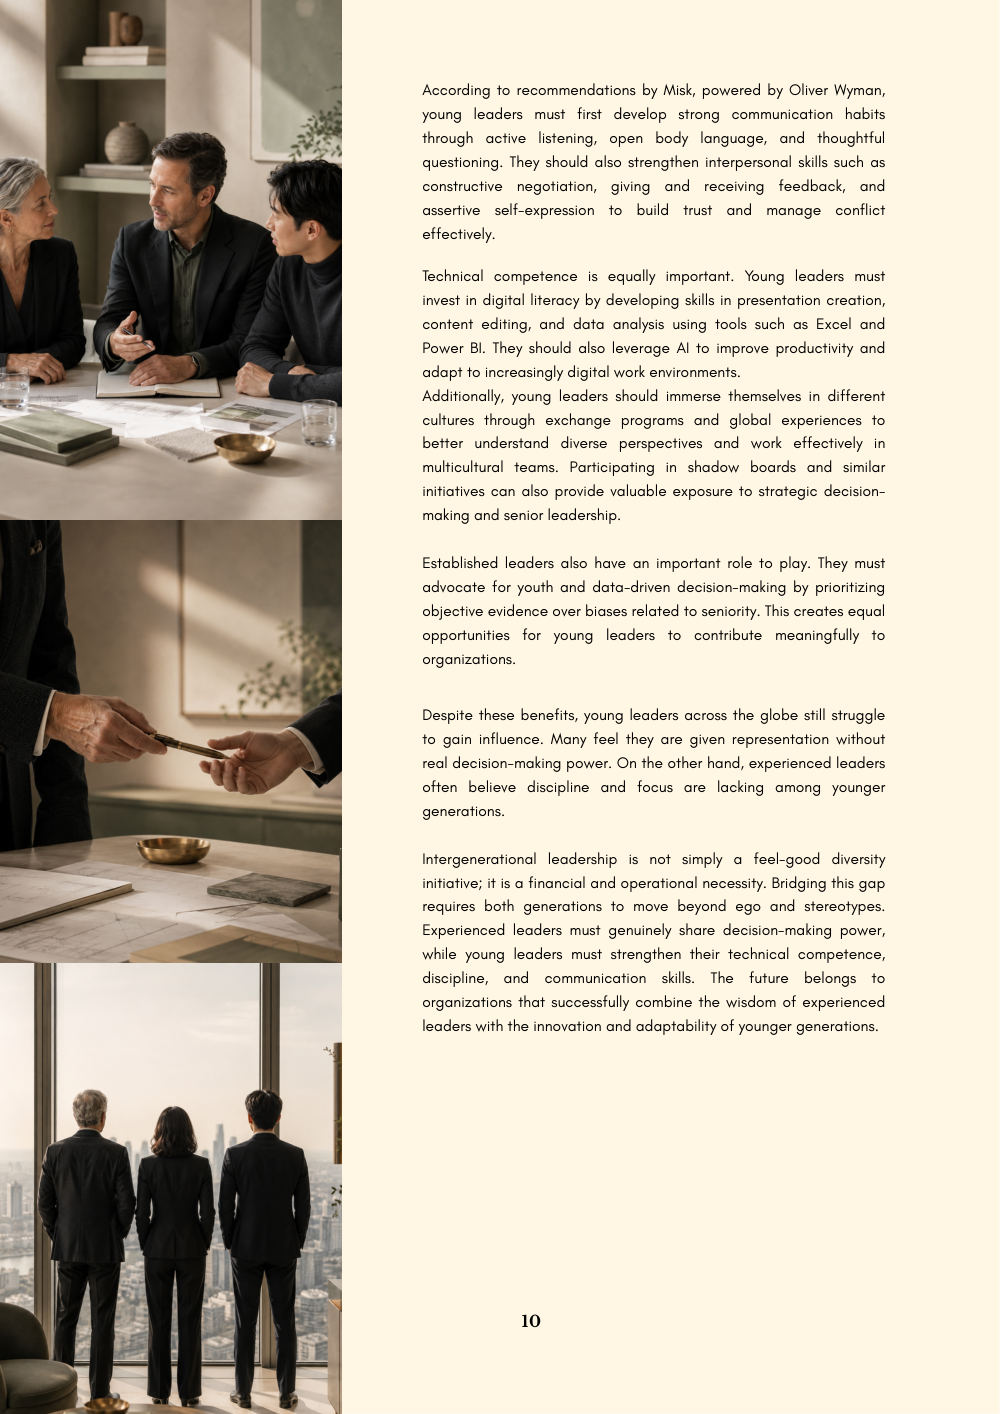 According to recommendations by Misk, powered by Oliver Wyman,
young leaders must first develop strong communication habits
through active listening, open body language, and thoughtful
questioning. They should also strengthen interpersonal skills such as
constructive negotiation, giving and receiving feedback, and
assertive self-expression to build trust and manage conflict
effectively.
Technical competence is equally important. Young leaders must
invest in digital literacy by developing skills in presentation creation,
content editing, and data analysis using tools such as Excel and
Power BI. They should also leverage AI to improve productivity and
adapt to increasingly digital work environments.
Additionally, young leaders should immerse themselves in different
cultures through exchange programs and global experiences to
better understand diverse perspectives and work effectively in
multicultural teams. Participating in shadow boards and similar
initiatives can also provide valuable exposure to strategic decision-
making and senior leadership.
Established leaders also have an important role to play. They must
advocate for youth and data-driven decision-making by prioritizing
objective evidence over biases related to seniority. This creates equal
opportunities for young leaders to contribute meaningfully to
organizations.
Despite these benefits, young leaders across the globe still struggle
to gain influence. Many feel they are given representation without
real decision-making power. On the other hand, experienced leaders
often believe discipline and focus are lacking among younger
generations.
Intergenerational leadership is not simply a feel-good diversity
initiative; it is a financial and operational necessity. Bridging this gap
requires both generations to move beyond ego and stereotypes.
Experienced leaders must genuinely share decision-making power,
while young leaders must strengthen their technical competence,
discipline, and communication skills. The future belongs to
organizations that successfully combine the wisdom of experienced
leaders with the innovation and adaptability of younger generations.
10